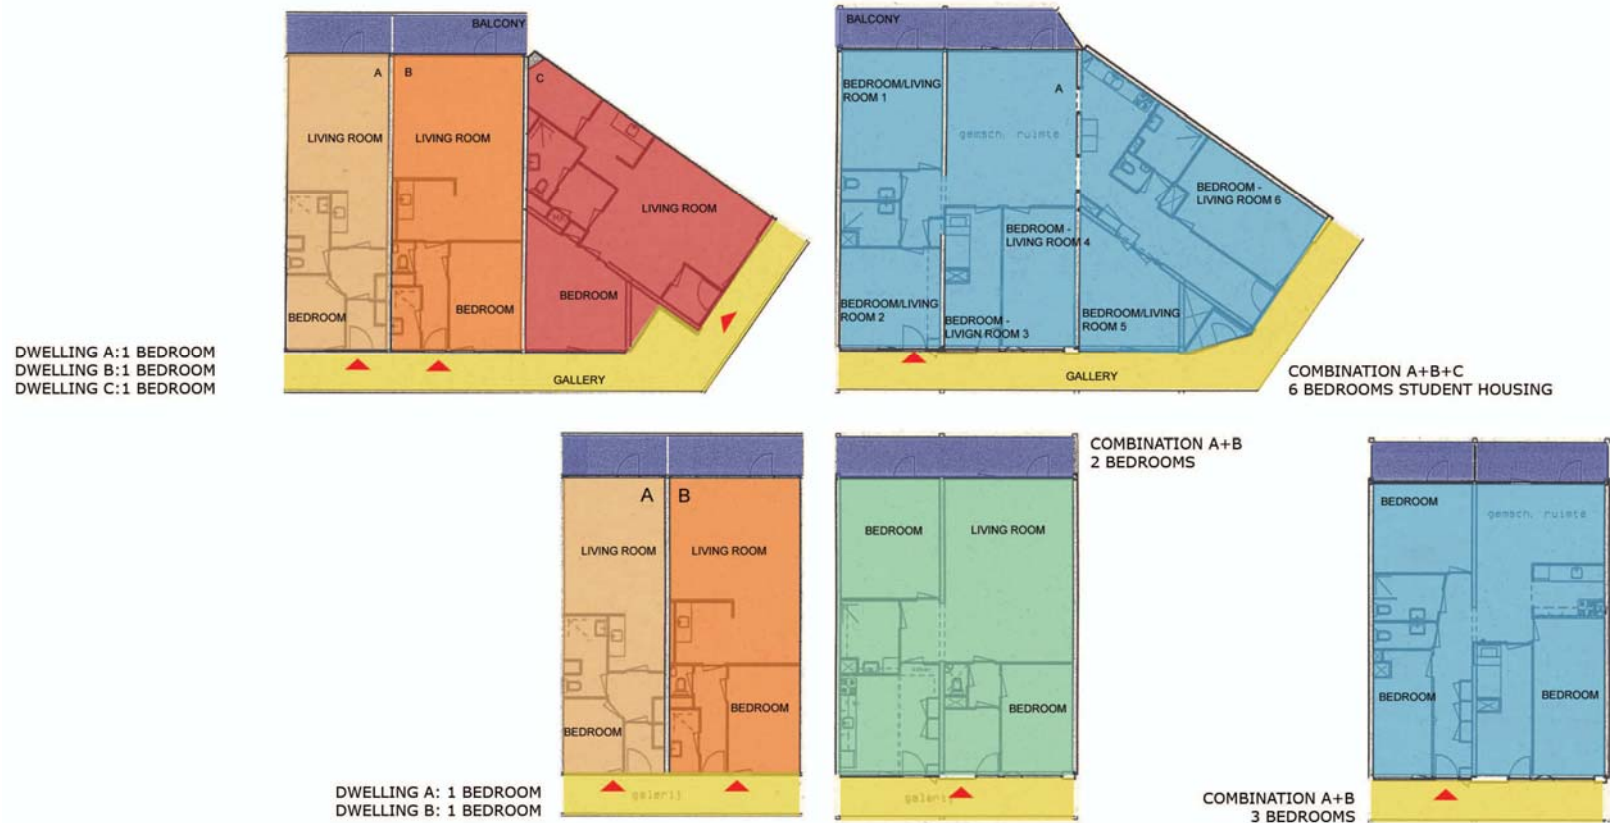 BALCONY
A
B
C
LIVING ROOM
LIVING ROOM
LIVING ROOM
BEDROOM
BEDROOM
BEDROOM
GALLERY
DWELLING A:1 BEDROOM
DWELLING B:1 BEDROOM
DWELLING C:1 BEDROOM
BALCONY
BEDROOM/LIVING
ROOM 1
A
gemsch. ruimte
BEDROOM -
LIVING ROOM 6
BEDROOM -
LIVING ROOM 4
BEDROOM/LIVING
ROOM 2
BEDROOM -
LIVIGN ROOM 3
BEDROOM/LIVING
ROOM 5
GALLERY
COMBINATION A+B+C
6 BEDROOMS STUDENT HOUSING
A
B
LIVING ROOM
LIVING ROOM
BEDROOM
BEDROOM
galerij
DWELLING A: 1 BEDROOM
DWELLING B: 1 BEDROOM
COMBINATION A+B
2 BEDROOMS
BEDROOM
LIVING ROOM
BEDROOM
galerij
BEDROOM
gemsch. ruimte
BEDROOM
BEDROOM
COMBINATION A+B
3 BEDROOMS